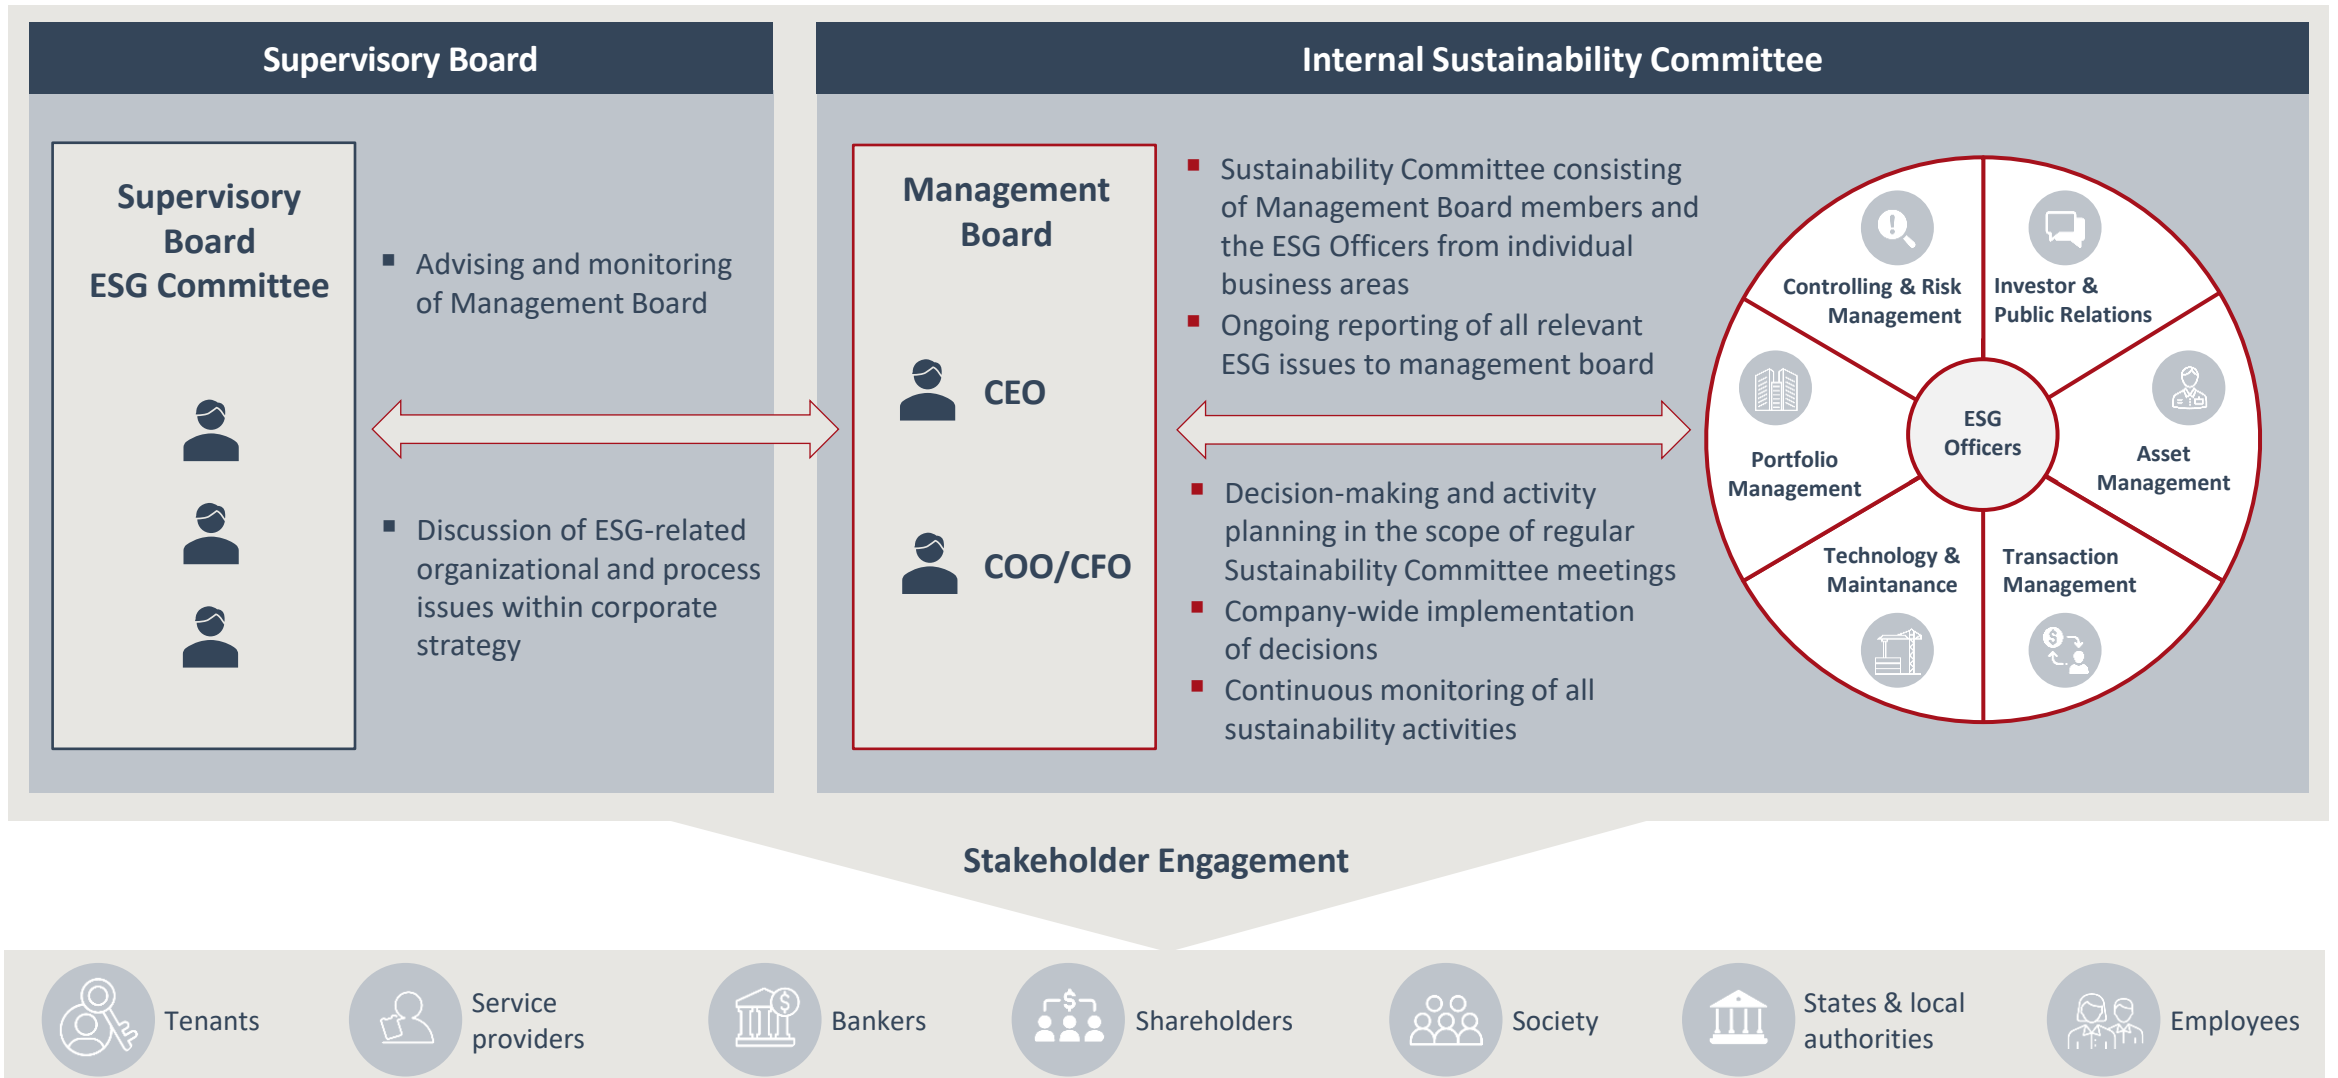 Supervisory Board
Supervisory
Board
ESG Committee
▪ Advising and monitoring
of Management Board
▪ Discussion of ESG-related
organizational and process
issues within corporate
strategy
Internal Sustainability Committee
Management
Board
CEO
COO/CFO
▪ Sustainability Committee consisting
of Management Board members and
the ESG Officers from individual
business areas
▪ Ongoing reporting of all relevant
ESG issues to management board
▪ Decision-making and activity
planning in the scope of regular
Sustainability Committee meetings
▪ Company-wide implementation
of decisions
▪ Continuous monitoring of all
sustainability activities
Controlling & Risk
Management
Investor &
Public Relations
Portfolio
Management
ESG
Officers
Asset
Management
Technology &
Maintanance
Transaction
Management
Stakeholder Engagement
Tenants
Service
providers
Bankers
Shareholders
Society
States & local
authorities
Employees